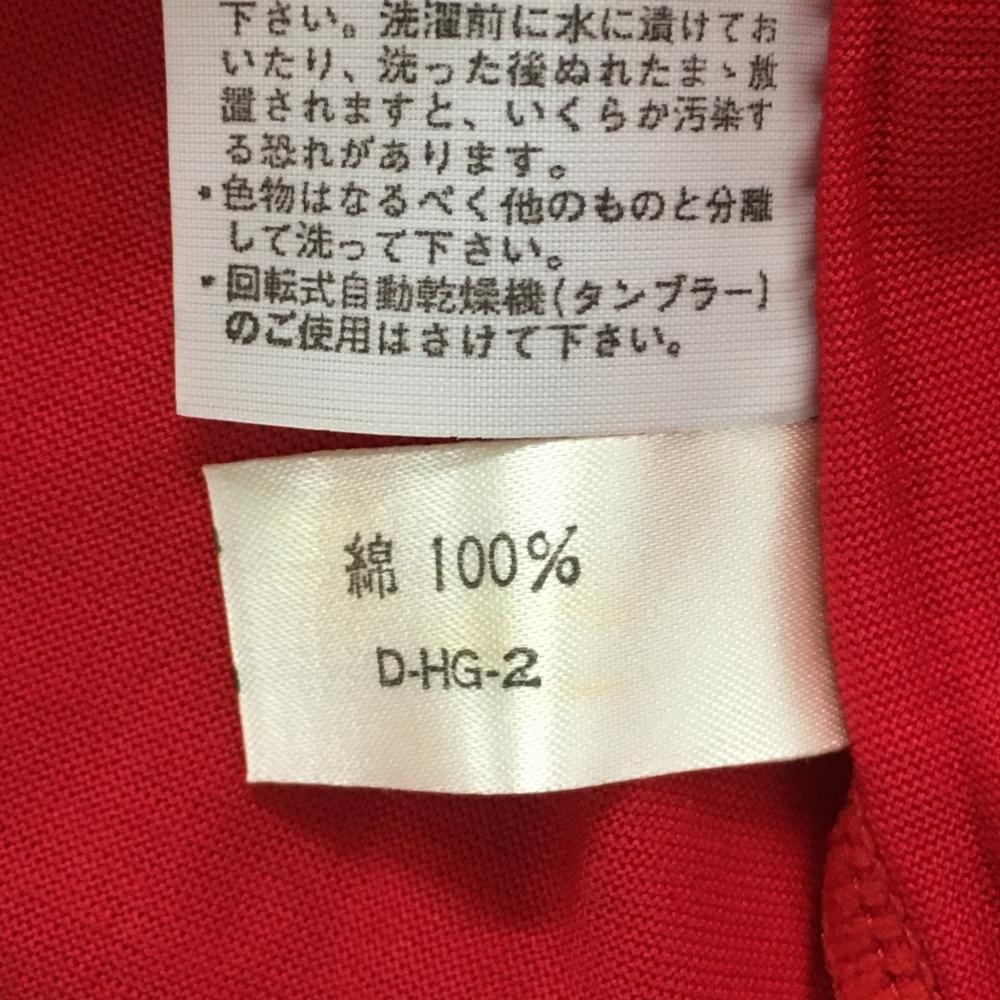 下さい。洗濯前に水に漬けてお
いたり、洗った後ぬれたまゝ放
置されますと、いくらか汚染す
る恐れがあります。
・色物はなるべく他のものと分離
して洗って下さい。
・回転式自動乾燥機(タンブラー)
のご使用はさけて下さい。
綿 100%
D-HG-2